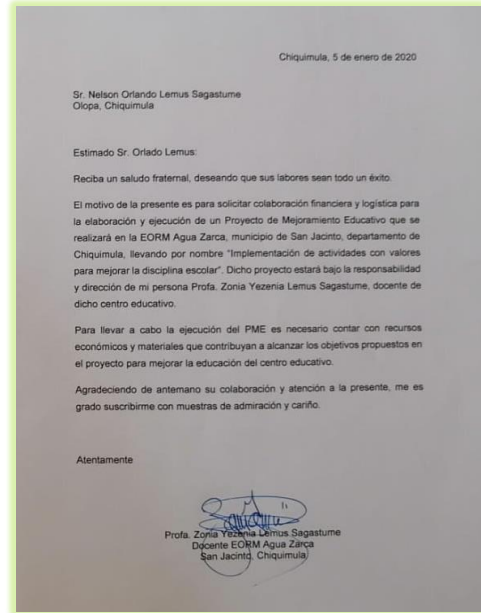 Chiquimula, 5 de enero de 2020
Sr. Nelson Orlando Lemus Sagastume
Olopa, Chiquimula
Estimado Sr. Orlado Lemus:
Reciba un saludo fraternal, deseando que sus labores sean todo un éxito.
El motivo de la presente es para solicitar colaboración financiera y logística para
la elaboración y ejecución de un Proyecto de Mejoramiento Educativo que se
realizará en la EORM Agua Zarca, municipio de San Jacinto, departamento de
Chiquimula, llevando por nombre “Implementación de actividades con valores
para mejorar la disciplina escolar”. Dicho proyecto estará bajo la responsabilidad
y dirección de mi persona Profa. Zonia Yezenia Lemus Sagastume, docente de
dicho centro educativo.
Para llevar a cabo la ejecución del PME es necesario contar con recursos
económicos y materiales que contribuyan a alcanzar los objetivos propuestos en
el proyecto para mejorar la educación del centro educativo.
Agradeciendo de antemano su colaboración y atención a la presente, me es
grado suscribirme con muestras de admiración y cariño.
Atentamente
Profa. Zonia Yezenia Lemus Sagastume
Docente EORM Agua Zarca
San Jacinto, Chiquimula